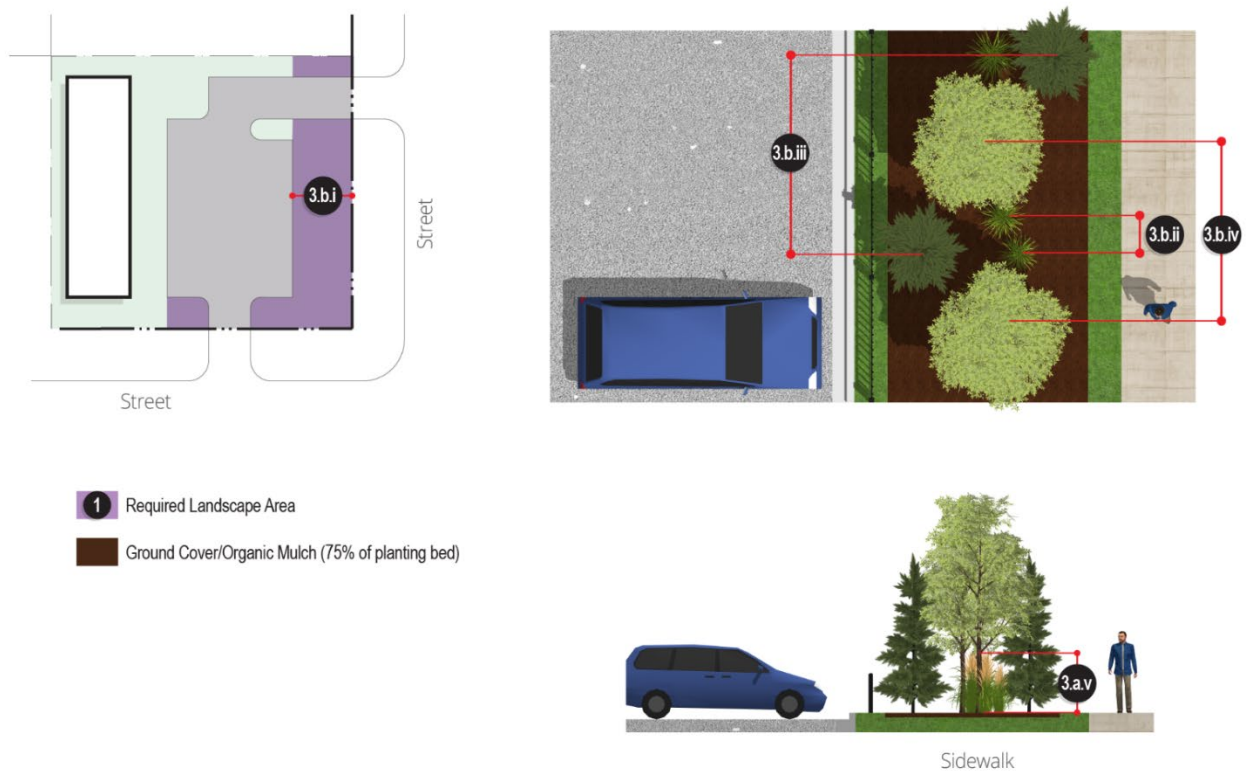 3.b.i
Street
Street
3.b.iii
3.b.ii
3.b.iv
1 Required Landscape Area
Ground Cover/Organic Mulch (75% of planting bed)
3.a.v
Sidewalk